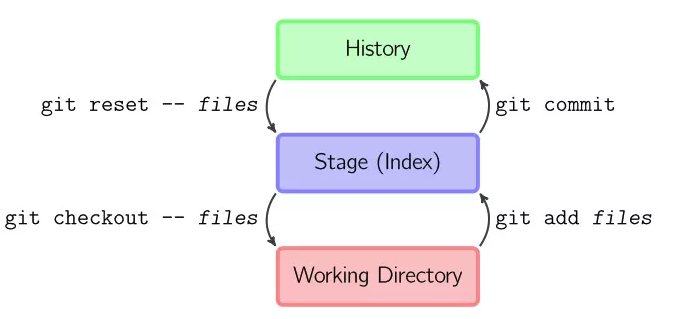 History
git reset -- files
git commit
Stage (Index)
git checkout -- files
git add files
Working Directory